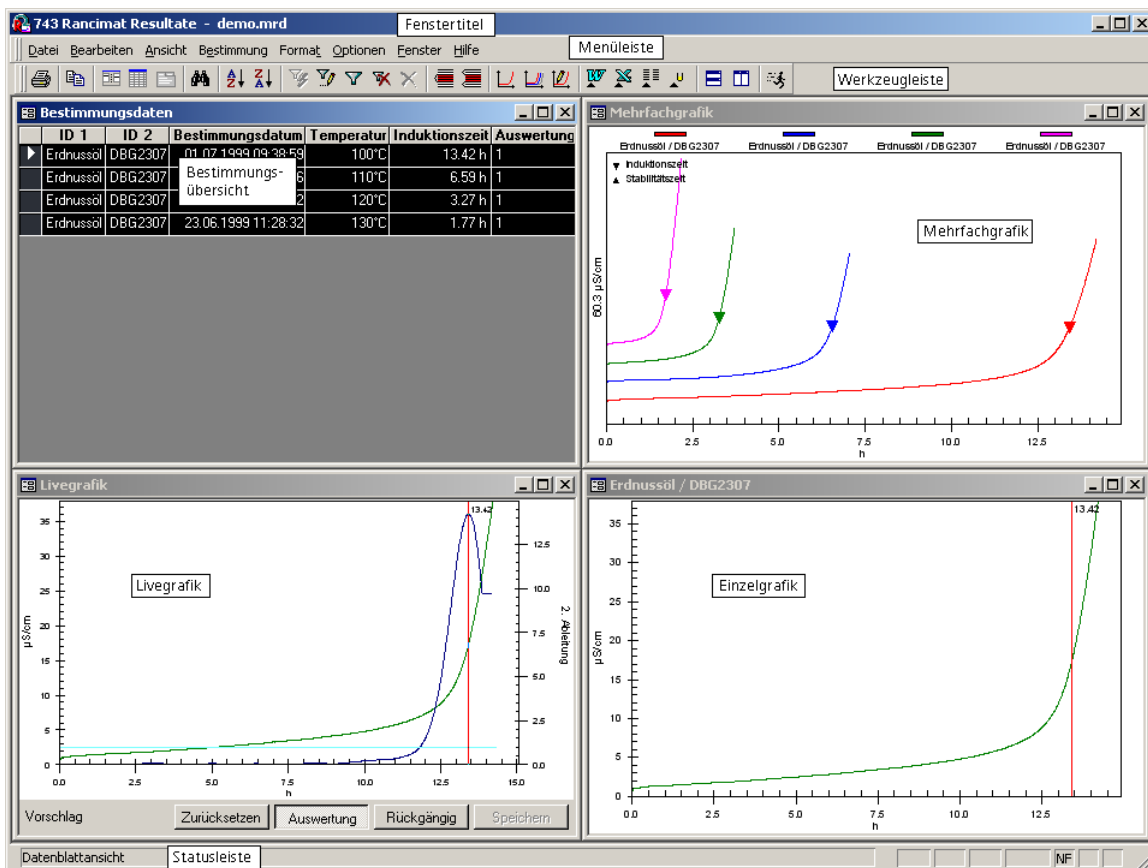 743 Rancimat Resultate - demo.mrd
Fenstertitel
Datei Bearbeiten Ansicht Bestimmung Format Optionen Fenster Hilfe
Menüleiste
Werkzeugleiste
Bestimmungsdaten
ID 1 ID 2 Bestimmungsdatum Temperatur Induktionszeit Auswertung
Erdnussöl DBG2307 01.07.1999 09:38:59 100°C 13.42 h 1
Erdnussöl DBG2307 6 110°C 6.59 h 1
Erdnussöl DBG2307 2 120°C 3.27 h 1
Erdnussöl DBG2307 23.06.1999 11:28:32 130°C 1.77 h 1
Bestimmungs-
übersicht
Mehrfachgrafik
Erdnussöl / DBG2307 Erdnussöl / DBG2307 Erdnussöl / DBG2307 Erdnussöl / DBG2307
Induktionszeit
Stabilitätszeit
Mehrfachgrafik
60.3 µS/cm
0.0 2.5 5.0 7.5 10.0 12.5
h
Livegrafik
13.42
35
30
25
20
15
10
5
0
µS/cm
Livegrafik
12.5
10.0
7.5
5.0
2.5
0.0
2. Ableitung
0.0 2.5 5.0 7.5 10.0 12.5 15.0
h
Vorschlag Zurücksetzen Auswertung Rückgängig Speichern
Erdnussöl / DBG2307
13.42
35
30
25
20
15
10
5
0
µS/cm
Einzelgrafik
0.0 2.5 5.0 7.5 10.0 12.5
h
Datenblattansicht Statusleiste NF